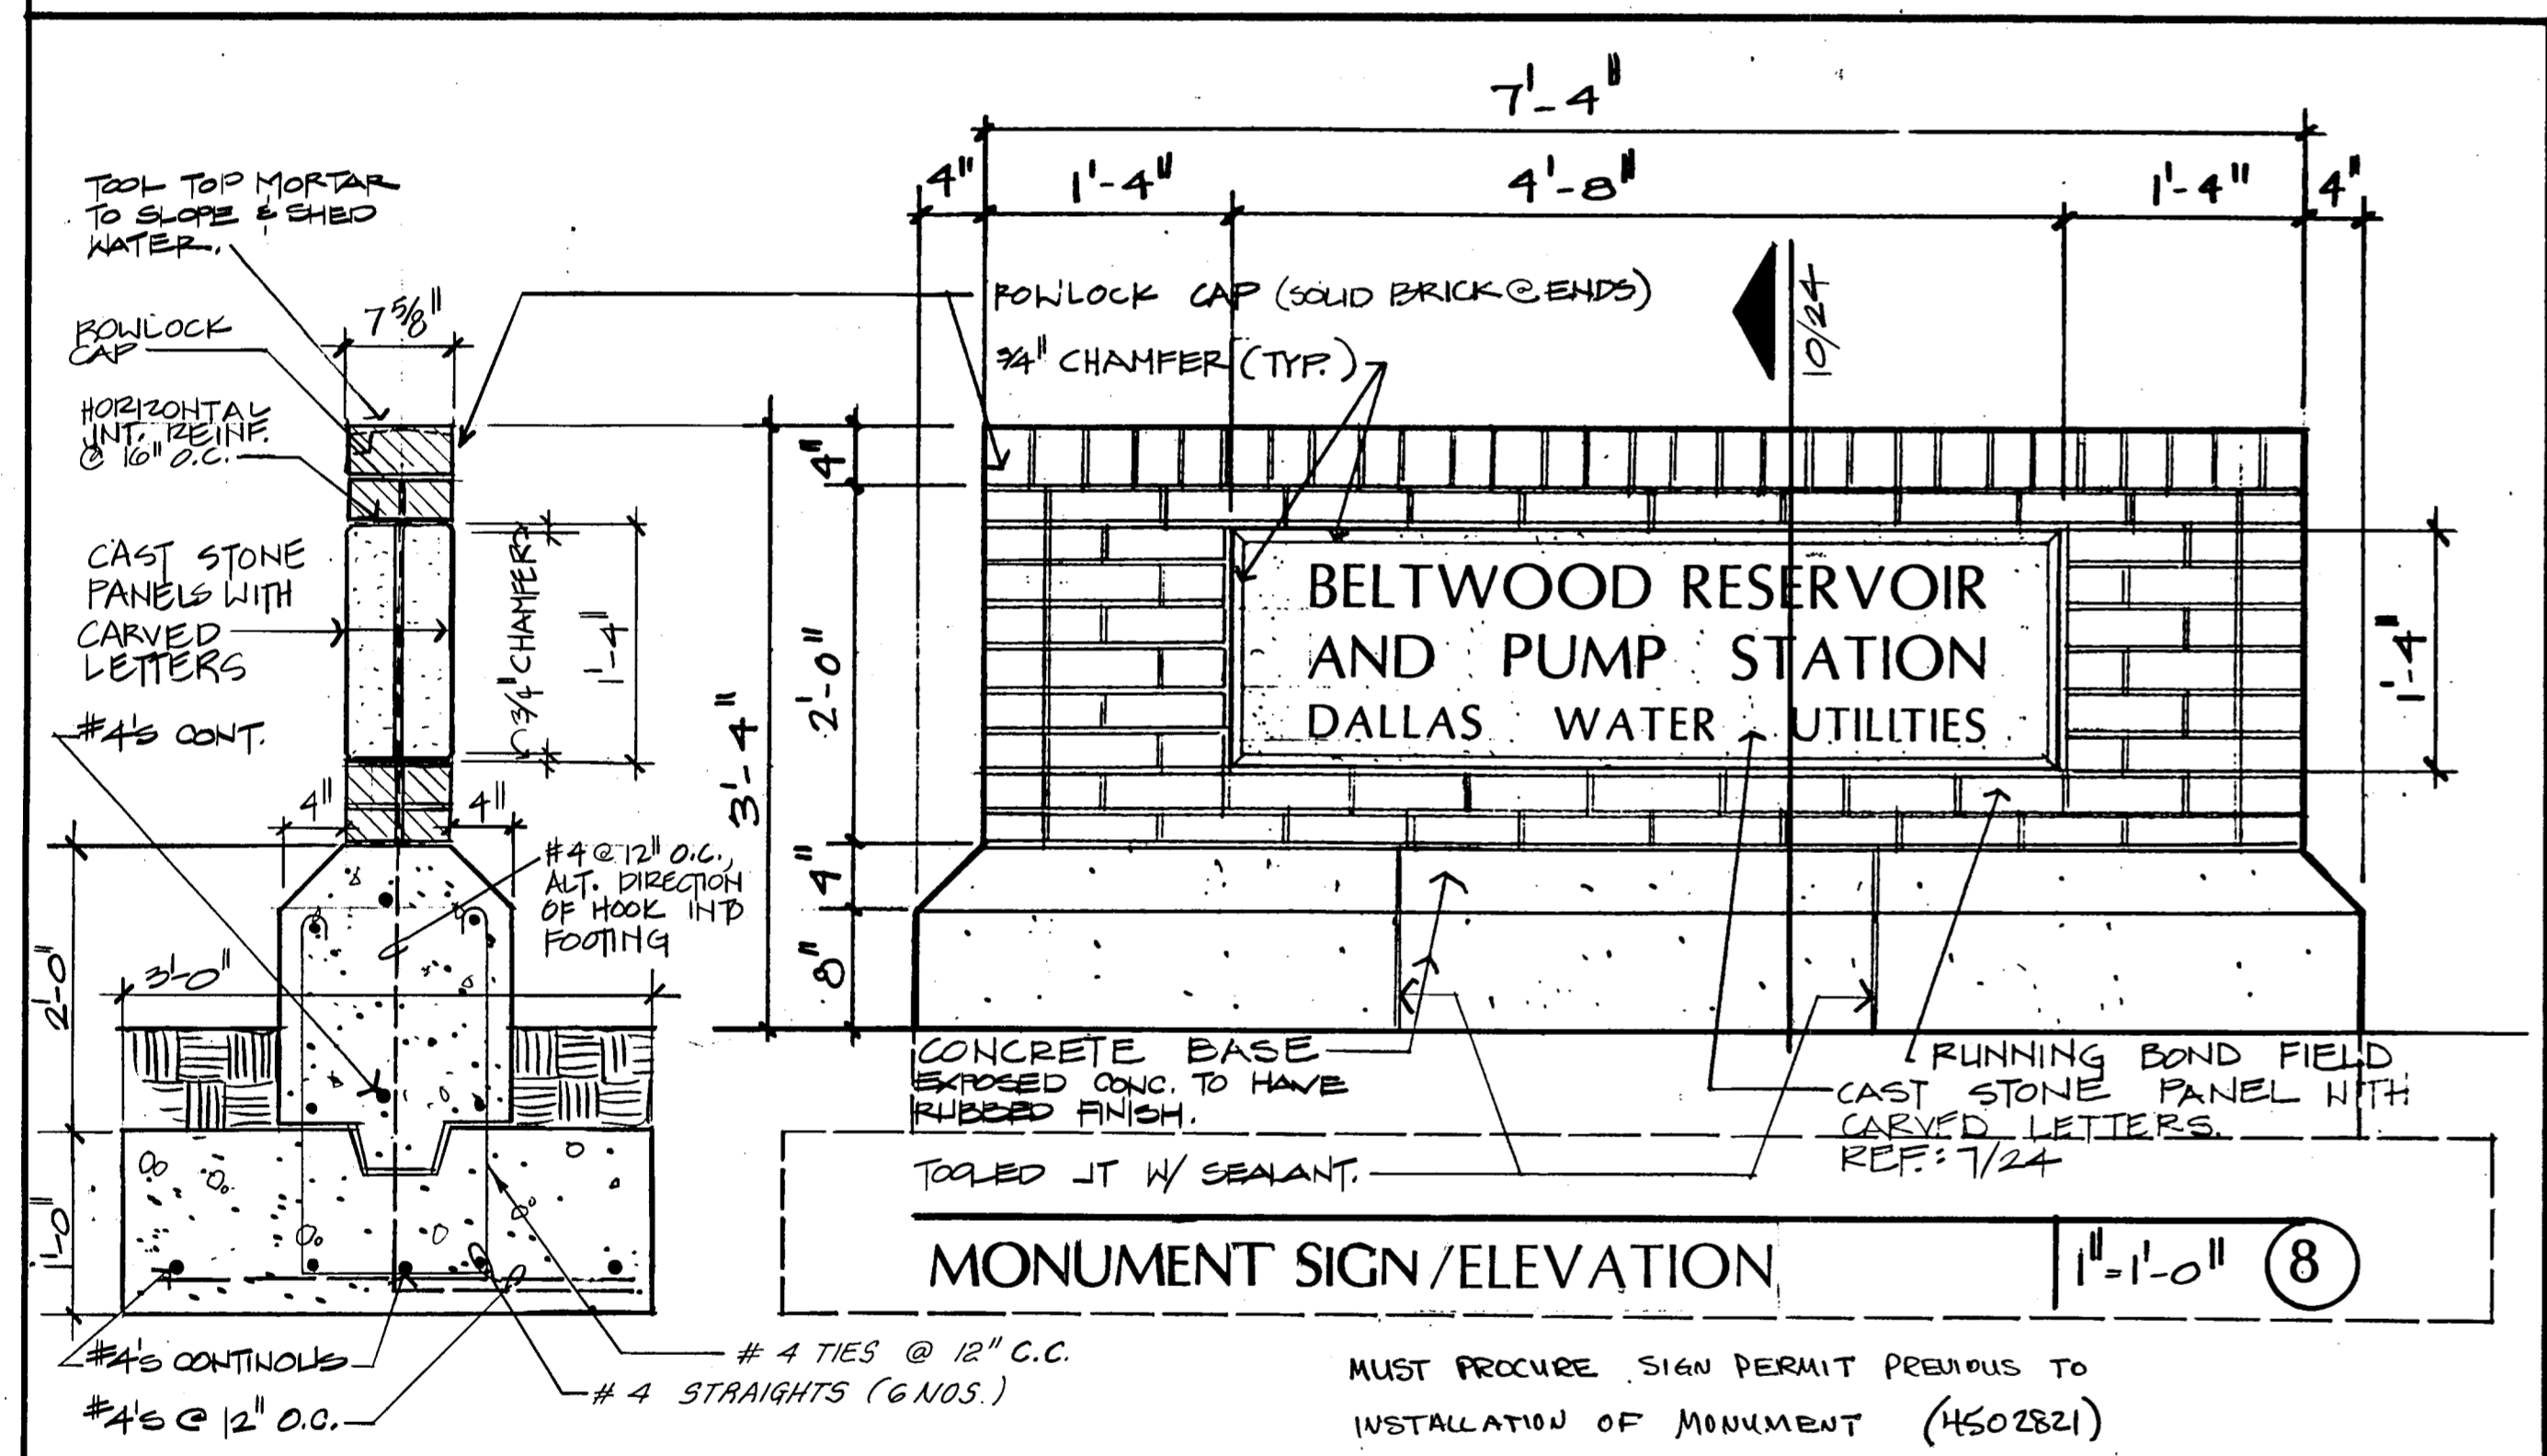 TOOL TOP MORTAR
TO SLOPE & SHED
WATER.
7 5/8"
ROWLOCK
CAP
HORIZONTAL
JNT. REINF.
@ 16" O.C.
CAST STONE
PANELS WITH
CARVED
LETTERS
#4'S CONT.
(3/4" CHAMFER)
1'-4"
4"
4"
#4 @ 12" O.C.,
ALT. DIRECTION
OF HOOK INTO
FOOTING
2'-0"
3'-0"
1'-0"
#4'S CONTINOUS
#4'S @ 12" O.C.
# 4 TIES @ 12" C.C.
# 4 STRAIGHTS (6 NOS.)
7'-4"
4"
1'-4"
4'-8"
1'-4"
4"
ROWLOCK CAP (SOLID BRICK @ ENDS)
3/4" CHAMFER (TYP.)
10/24
4"
2'-0"
3'-4"
4"
8"
1'-4"
BELTWOOD RESERVOIR
AND PUMP STATION
DALLAS WATER UTILITIES
CONCRETE BASE
EXPOSED CONC. TO HAVE
RUBBED FINISH.
RUNNING BOND FIELD
CAST STONE PANEL WITH
CARVED LETTERS.
REF.: 7/24
TOOLED JT W/ SEALANT.
MONUMENT SIGN/ELEVATION
1"=1'-0"
8
MUST PROCURE SIGN PERMIT PREVIOUS TO
INSTALLATION OF MONUMENT (4502821)